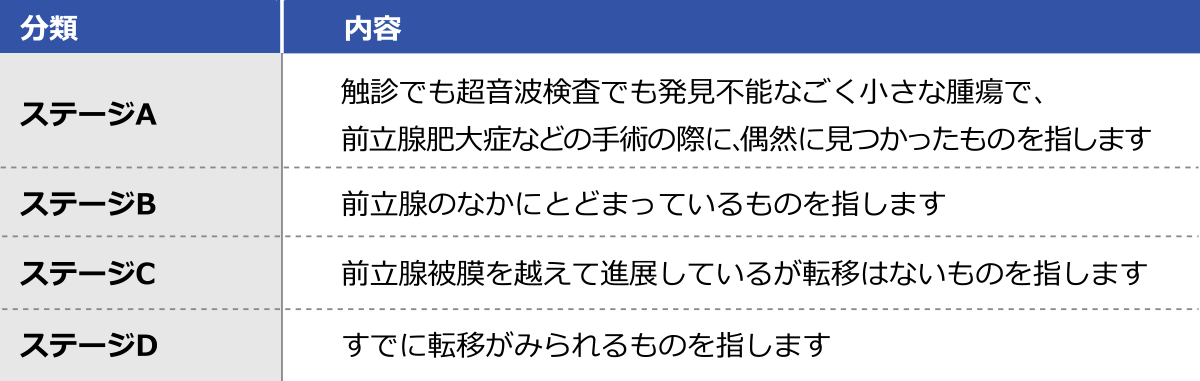 分類 内容
ステージA
触診でも超音波検査でも発見不能なごく小さな腫瘍で、
前立腺肥大症などの手術の際に、偶然に見つかったものを指します
ステージB 前立腺のなかにとどまっているものを指します
ステージC 前立腺被膜を越えて進展しているが転移はないものを指します
ステージD すでに転移がみられるものを指します